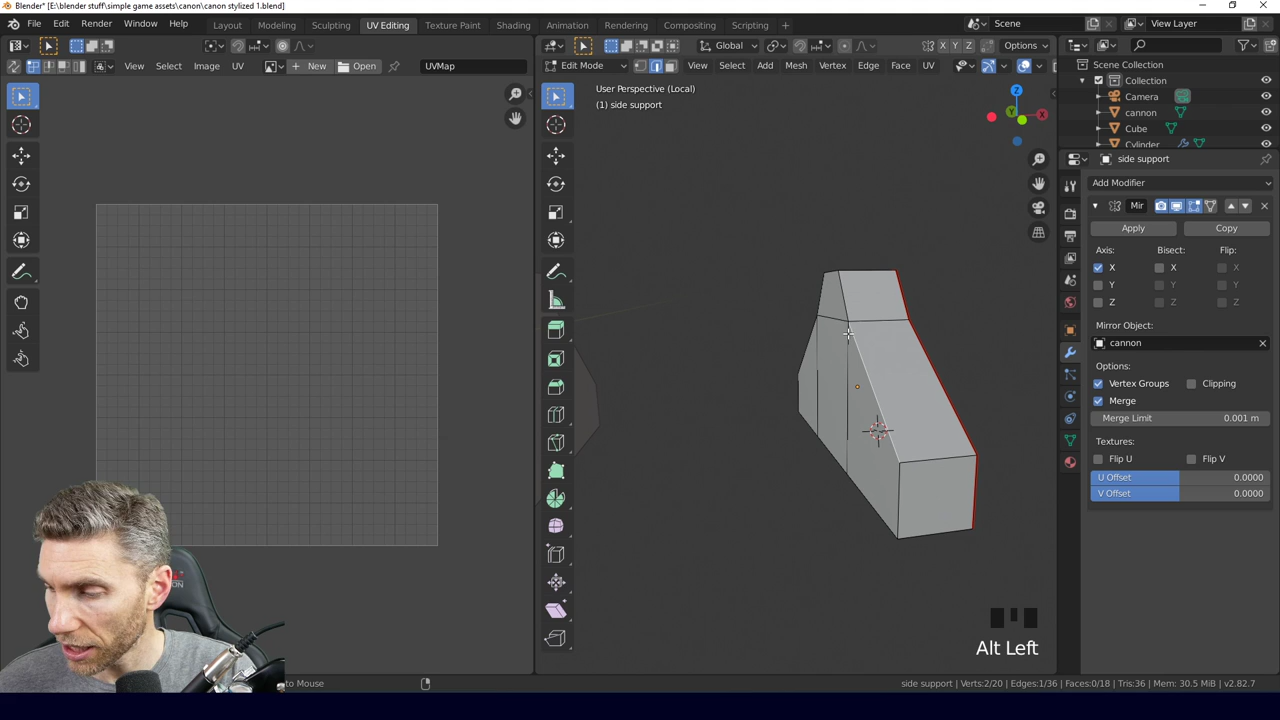 Blender* [E:\blender stuff\simple game assets\canon\canon stylized 1.blend]
File Edit Render Window Help Layout Modeling Sculpting UV Editing Texture Paint Shading Animation Rendering Compositing Scripting + Scene View Layer
Global X Y Z Options
View Select Image UV + New Open UVMap
Edit Mode View Select Add Mesh Vertex Edge Face UV
User Perspective (Local)
(1) side support
Z
Y X
Scene Collection
Collection
Camera
cannon
Cube
Cylinder
side support
Add Modifier
Mir
Apply Copy
Axis: Bisect: Flip:
X X X
Y Y Y
Z Z Z
Mirror Object:
cannon
Options:
Vertex Groups Clipping
Merge
Merge Limit 0.001 m
Textures:
Flip U Flip V
U Offset 0.0000
V Offset 0.0000
Alt Left
to Mouse
side support | Verts:2/20 | Edges:1/36 | Faces:0/18 | Tris:36 | Mem: 30.5 MiB | v2.82.7